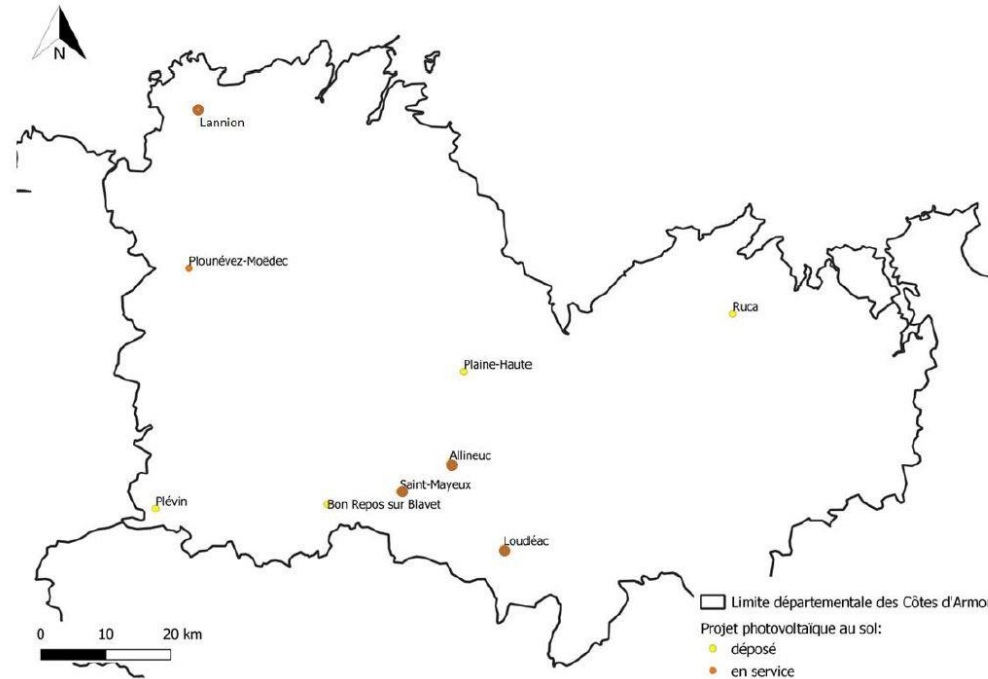 N
Lannion
Plounévez-Moëdec
Ruca
Plaine-Haute
Allineuc
Saint-Mayeux
Plévin
Bon Repos sur Blavet
Loudéac
Limite départementale des Côtes d'Armor
Projet photovoltaïque au sol:
déposé
en service
0 10 20 km